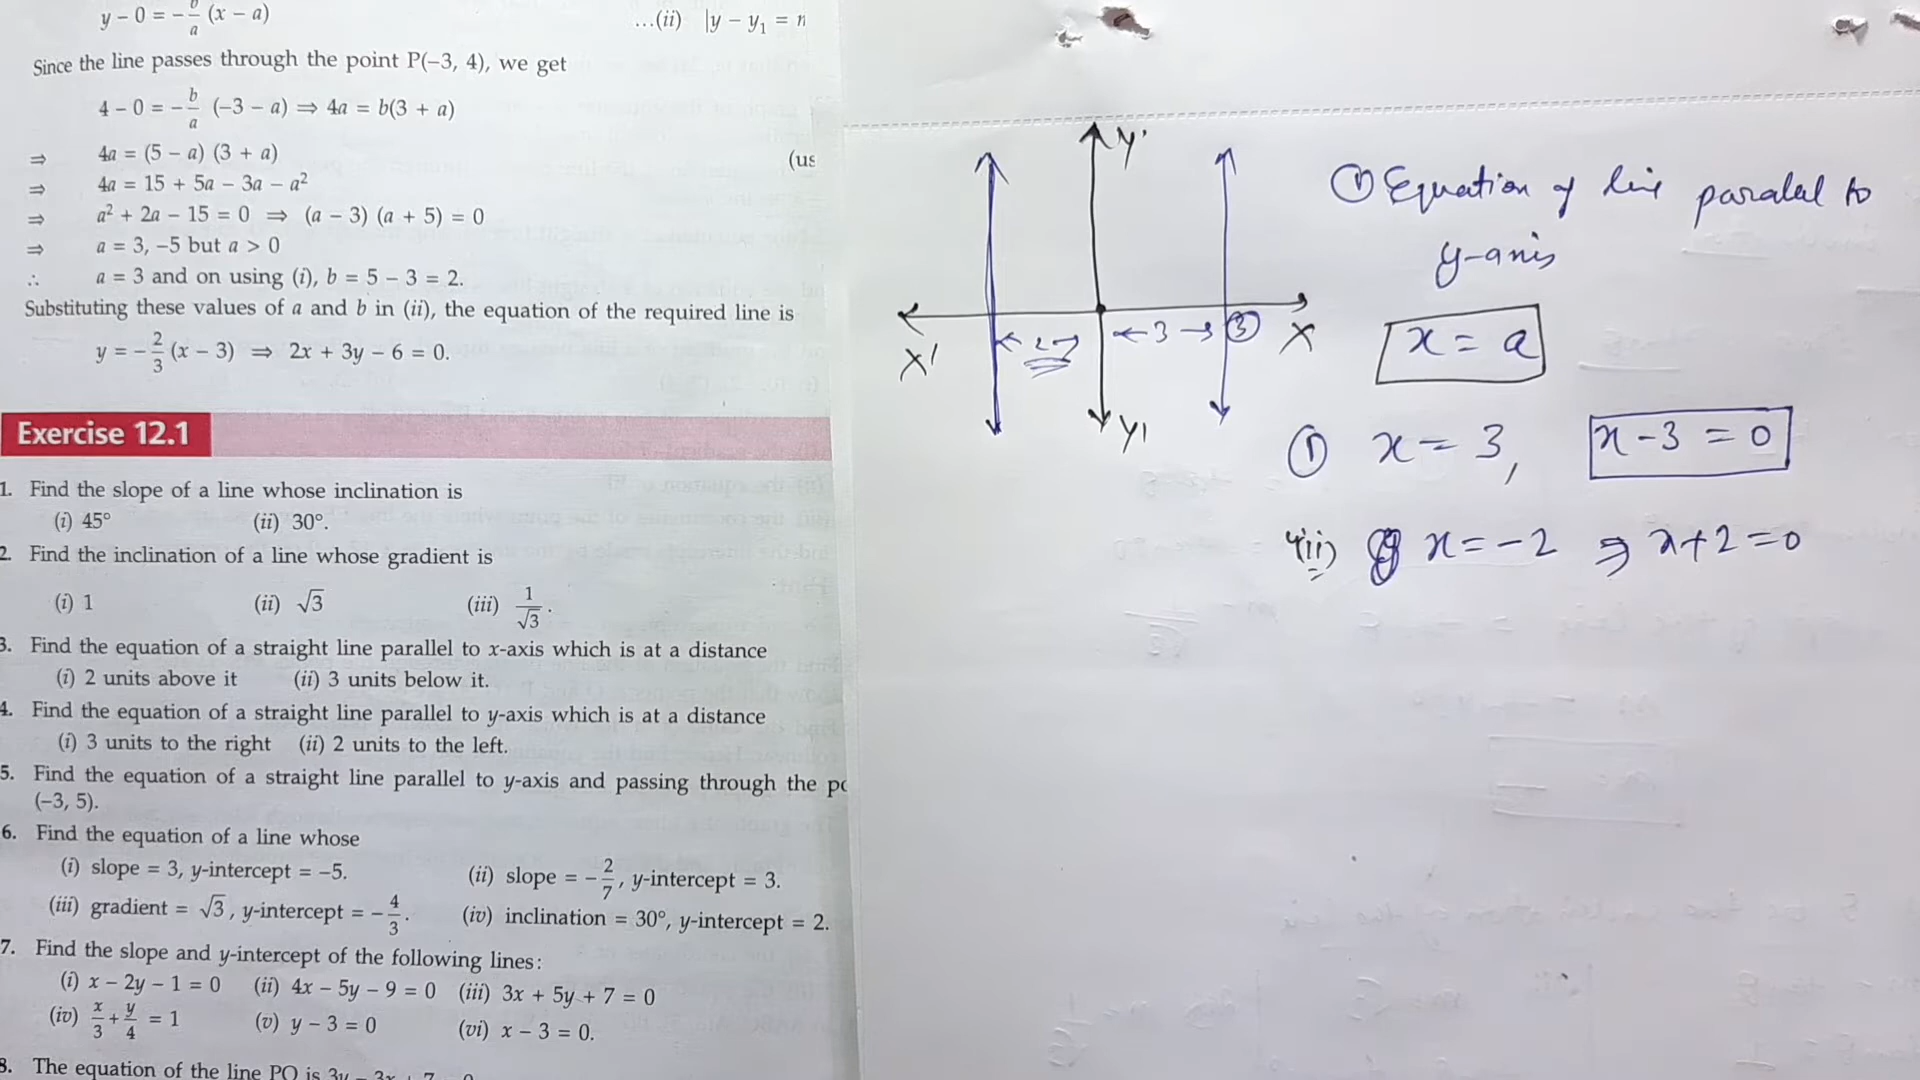 y − 0 = −b/a (x − a) ...(ii) |y − y₁ = n
Since the line passes through the point P(−3, 4), we get
4 − 0 = −b/a (−3 − a) ⇒ 4a = b(3 + a)
⇒ 4a = (5 − a) (3 + a) (us
⇒ 4a = 15 + 5a − 3a − a²
⇒ a² + 2a − 15 = 0 ⇒ (a − 3) (a + 5) = 0
⇒ a = 3, −5 but a > 0
∴ a = 3 and on using (i), b = 5 − 3 = 2.
Substituting these values of a and b in (ii), the equation of the required line is
y = −2/3 (x − 3) ⇒ 2x + 3y − 6 = 0.
Exercise 12.1
1. Find the slope of a line whose inclination is
(i) 45° (ii) 30°.
2. Find the inclination of a line whose gradient is
(i) 1 (ii) √3 (iii) 1/√3.
3. Find the equation of a straight line parallel to x-axis which is at a distance
(i) 2 units above it (ii) 3 units below it.
4. Find the equation of a straight line parallel to y-axis which is at a distance
(i) 3 units to the right (ii) 2 units to the left.
5. Find the equation of a straight line parallel to y-axis and passing through the po
(−3, 5).
6. Find the equation of a line whose
(i) slope = 3, y-intercept = −5. (ii) slope = −2/7, y-intercept = 3.
(iii) gradient = √3, y-intercept = −4/3. (iv) inclination = 30°, y-intercept = 2.
7. Find the slope and y-intercept of the following lines:
(i) x − 2y − 1 = 0 (ii) 4x − 5y − 9 = 0 (iii) 3x + 5y + 7 = 0
(iv) x/3 + y/4 = 1 (v) y − 3 = 0 (vi) x − 3 = 0.
8. The equation of the line PQ is 3y − 3x + 7 = 0
Y'
X' 2 3 3 X
Y1
① Equation of line paralel to
y-axis
x = a
① x = 3, x - 3 = 0
(ii) x = -2 ⇒ x + 2 = 0